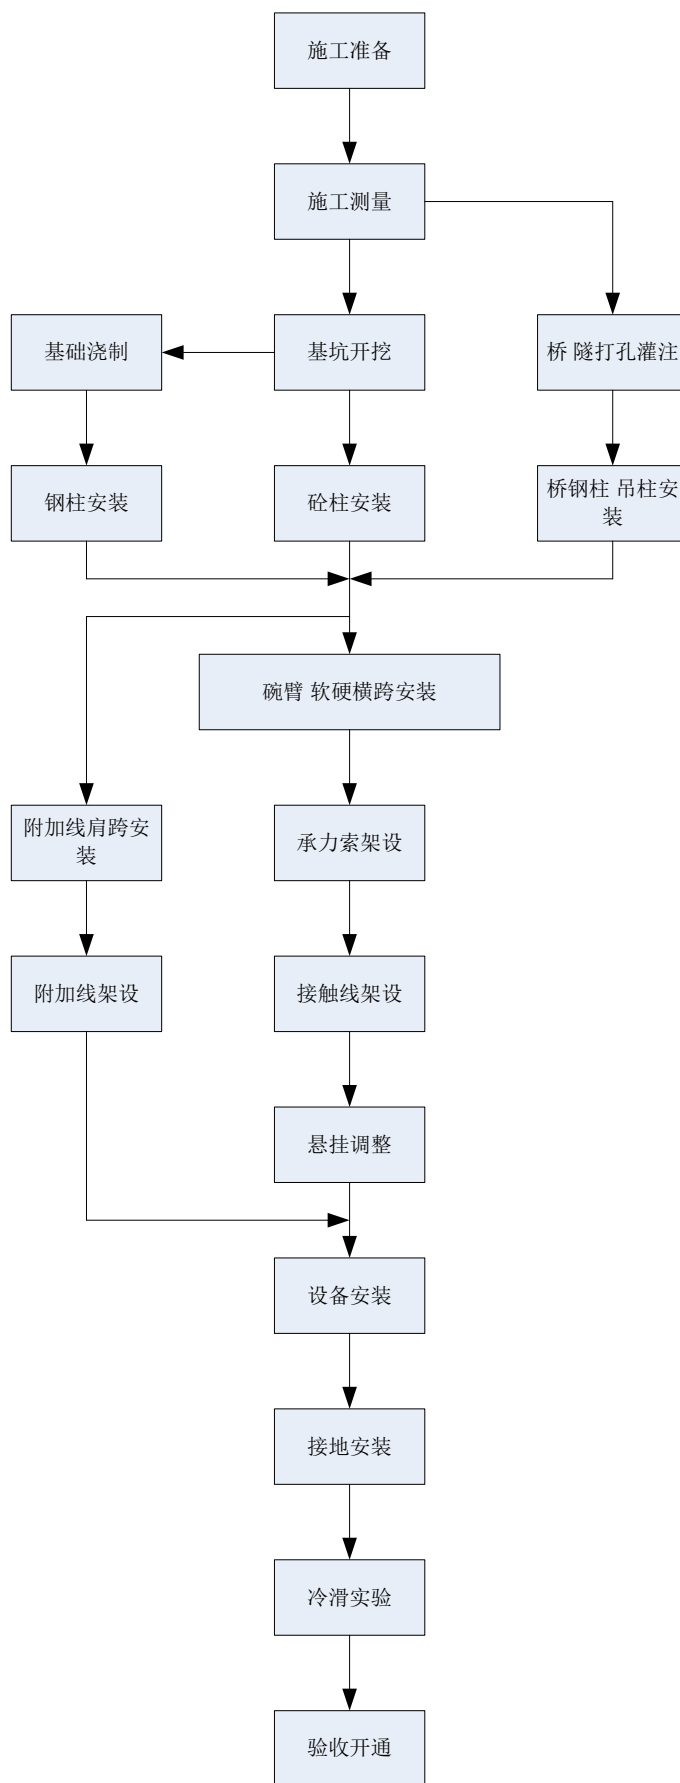 施工准备
施工测量
基础浇制
基坑开挖
桥 隧打孔灌注
钢柱安装
砼柱安装
桥钢柱 吊柱安
装
碗臂 软硬横跨安装
附加线肩跨安
装
承力索架设
附加线架设
接触线架设
悬挂调整
设备安装
接地安装
冷滑实验
验收开通